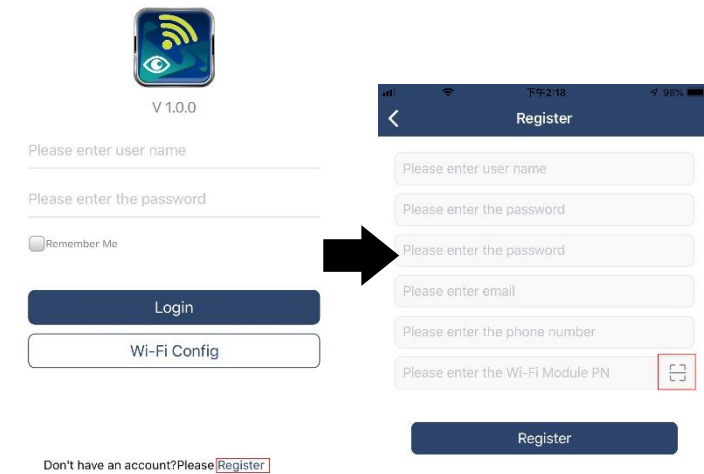 V 1.0.0
Please enter user name
Please enter the password
Remember Me
Login
Wi-Fi Config
Don't have an account?Please Register
下午2:18
98%
Register
Please enter user name
Please enter the password
Please enter the password
Please enter email
Please enter the phone number
Please enter the Wi-Fi Module PN
Register